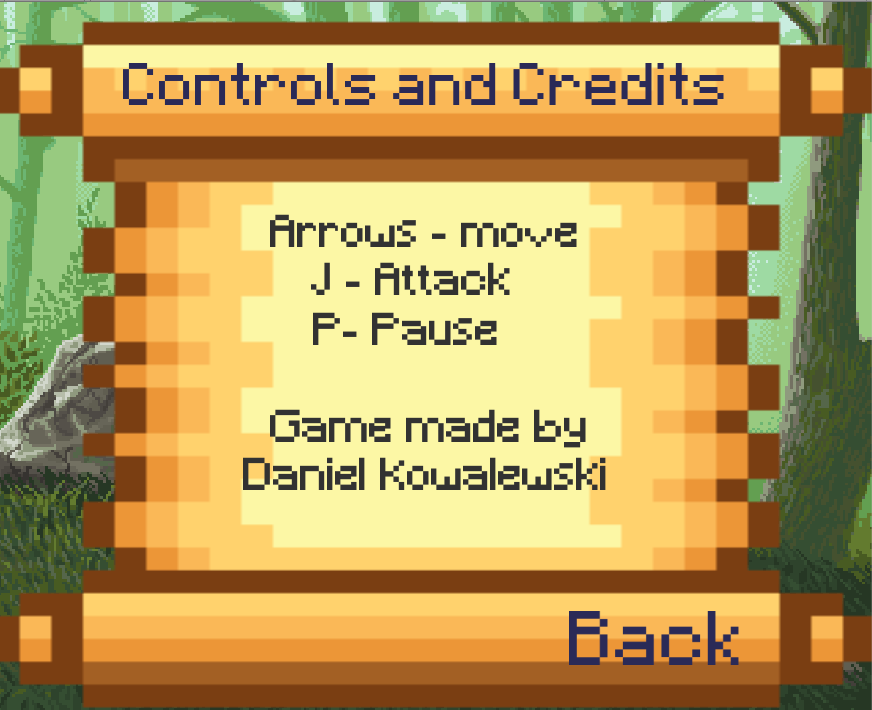 Controls and Credits
Arrows - move
J - Attack
P- Pause
Game made by
Daniel Kowalewski
Back